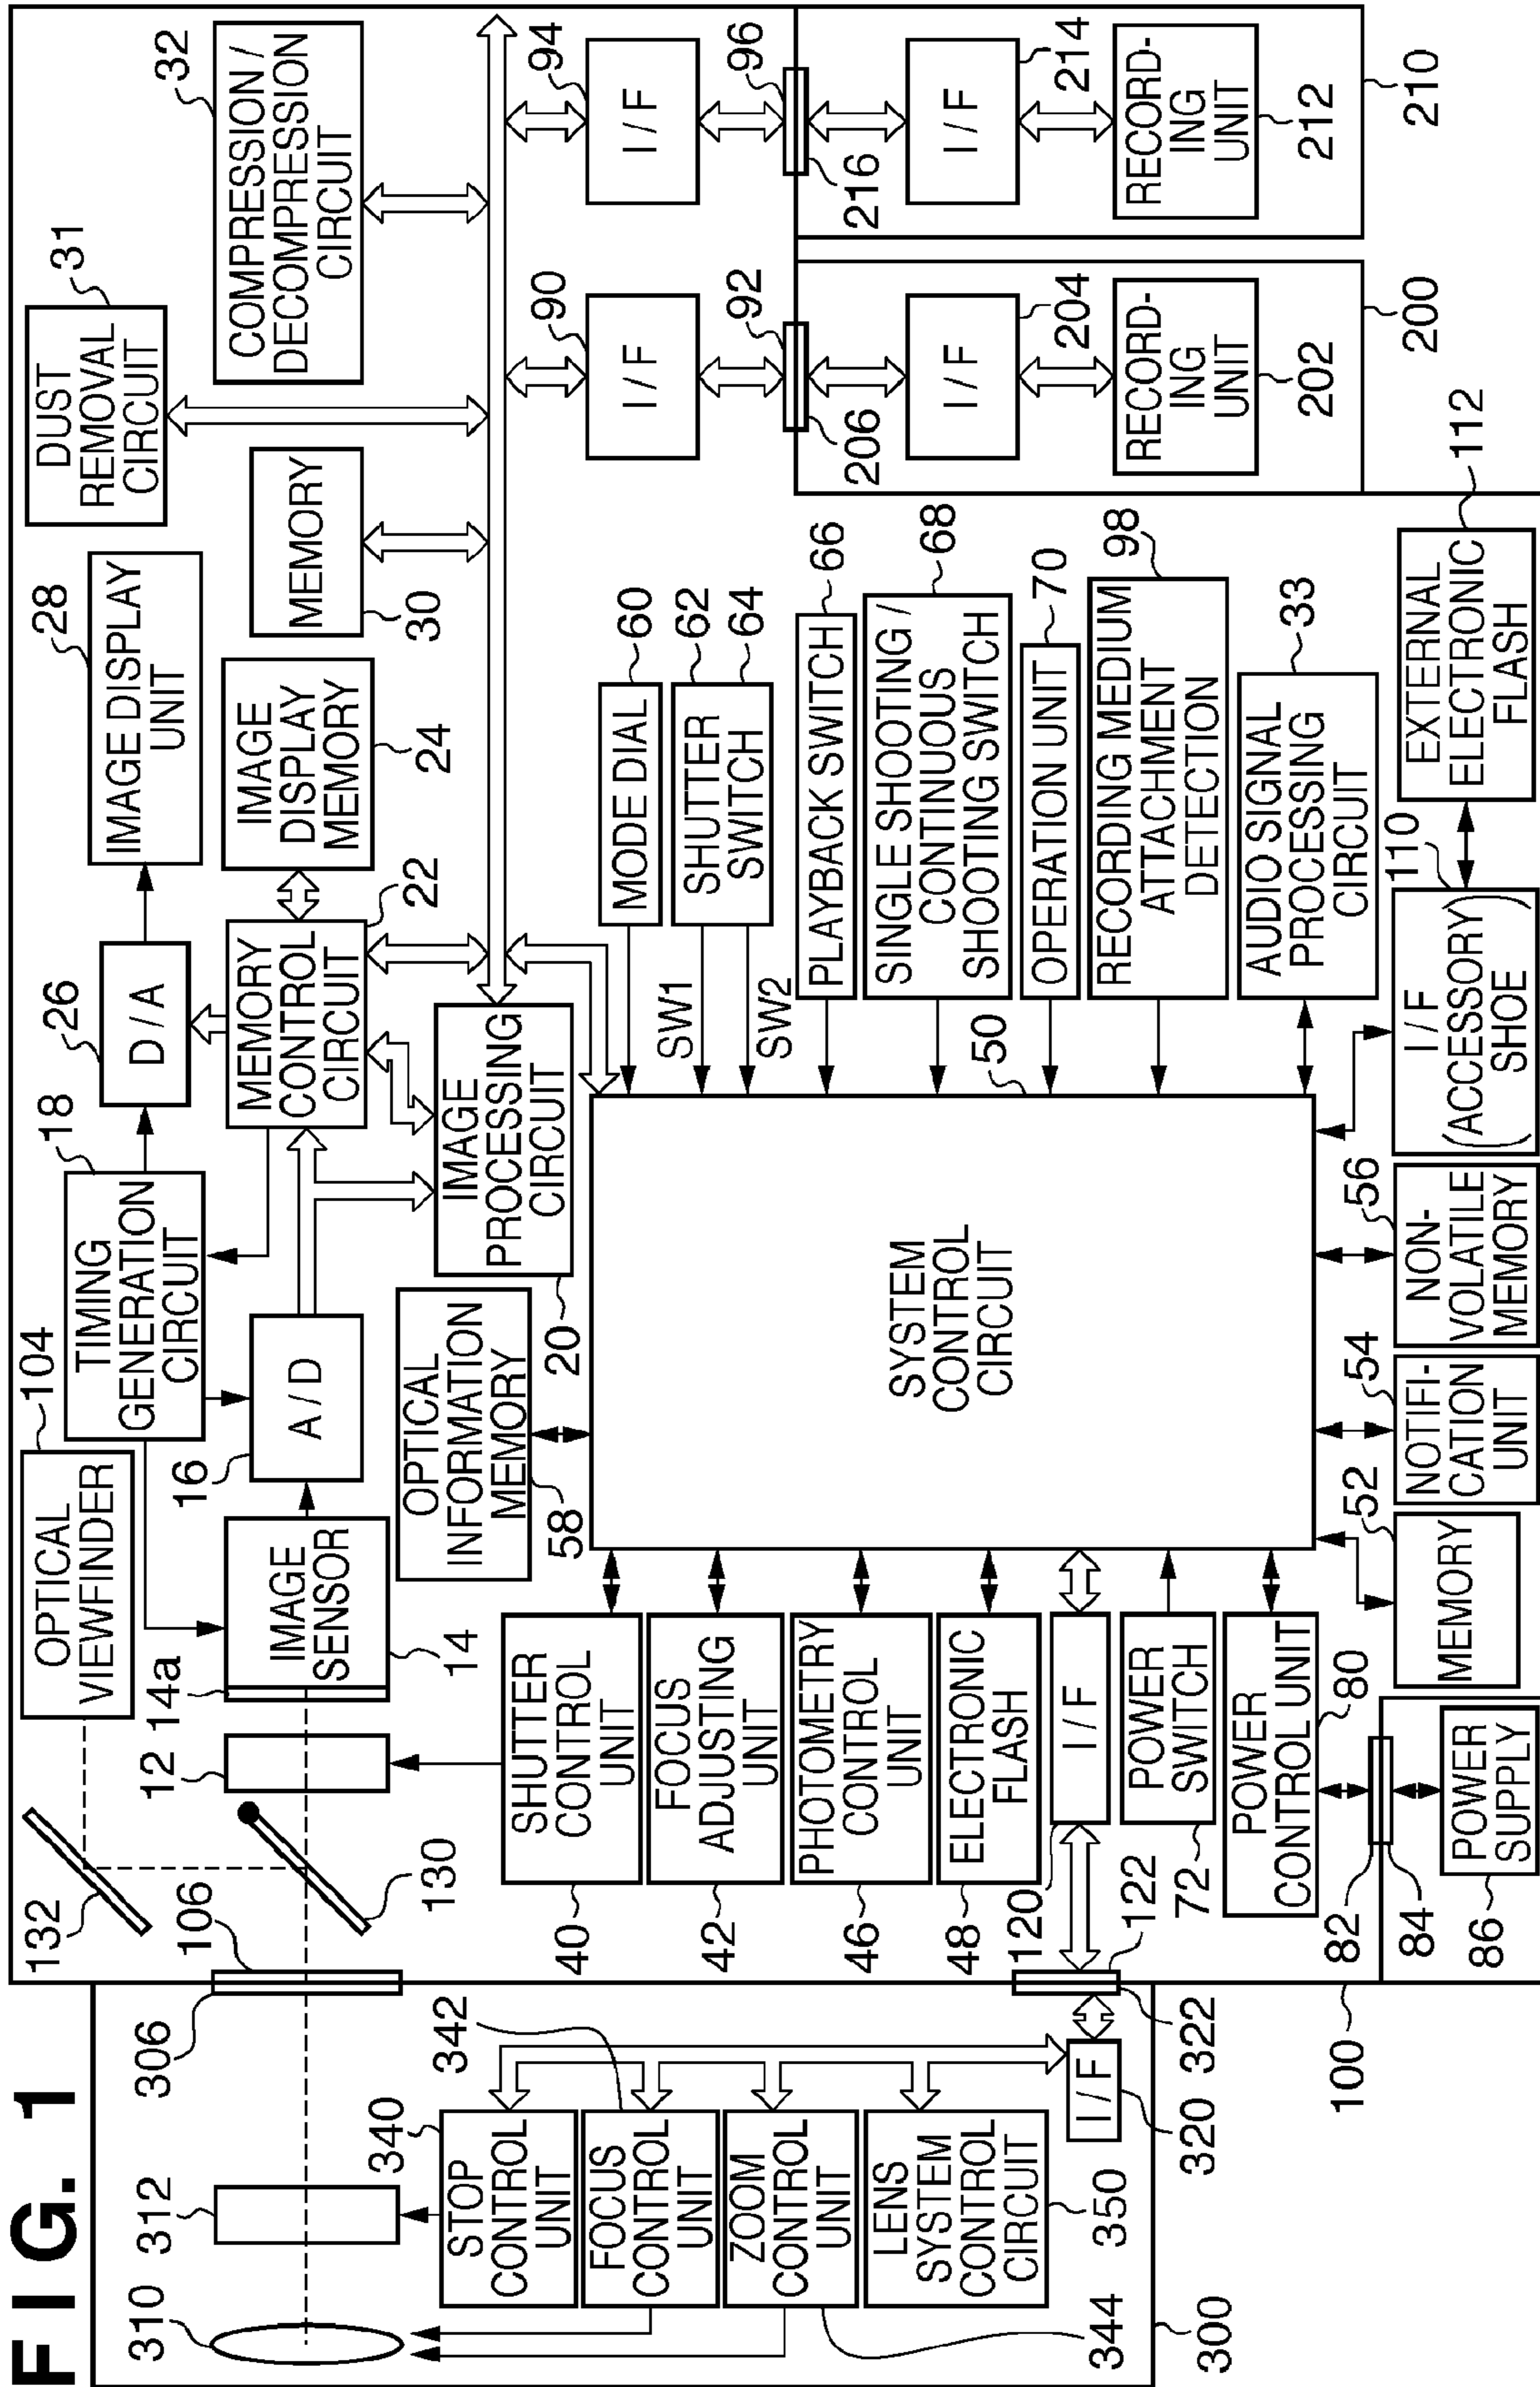 FIG. 1
310
312
306
106
132
130
12
14a
OPTICAL
VIEWFINDER
104
IMAGE
SENSOR
14
16
A/D
TIMING
GENERATION
CIRCUIT
18
D/A
26
IMAGE DISPLAY
UNIT
28
MEMORY
CONTROL
CIRCUIT
22
IMAGE
DISPLAY
MEMORY
24
MEMORY
30
DUST
REMOVAL
CIRCUIT
31
COMPRESSION /
DECOMPRESSION
CIRCUIT
32
IMAGE
PROCESSING
CIRCUIT
20
OPTICAL
INFORMATION
MEMORY
58
340
STOP
CONTROL
UNIT
342
FOCUS
CONTROL
UNIT
ZOOM
CONTROL
UNIT
344
LENS
SYSTEM
CONTROL
CIRCUIT
350
I/F
320
322
300
SHUTTER
CONTROL
UNIT
40
FOCUS
ADJUSTING
UNIT
42
PHOTOMETRY
CONTROL
UNIT
46
ELECTRONIC
FLASH
48
I/F
120
122
POWER
SWITCH
72
POWER
CONTROL UNIT
80
82
84
POWER
SUPPLY
86
100
SYSTEM
CONTROL
CIRCUIT
50
MODE DIAL
60
SHUTTER
SWITCH
62
64
SW1
SW2
PLAYBACK SWITCH
66
SINGLE SHOOTING /
CONTINUOUS
SHOOTING SWITCH
68
OPERATION UNIT
70
RECORDING MEDIUM
ATTACHMENT
DETECTION
98
AUDIO SIGNAL
PROCESSING
CIRCUIT
33
MEMORY
52
NOTIFI-
CATION
UNIT
54
NON-
VOLATILE
MEMORY
56
I/F
(ACCESSORY
SHOE)
110
EXTERNAL
ELECTRONIC
FLASH
112
I/F
90
92
206
I/F
204
RECORD-
ING
UNIT
202
200
I/F
94
96
216
I/F
214
RECORD-
ING
UNIT
212
210